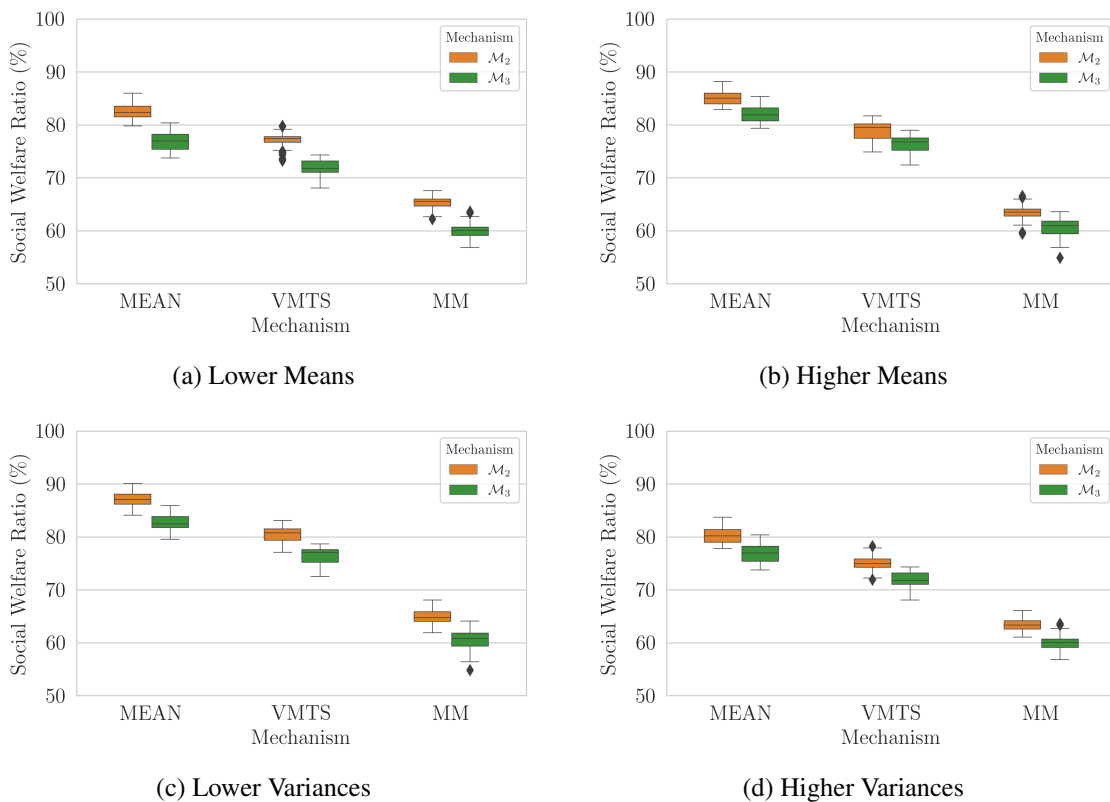 100
90
80
70
60
50
Social Welfare Ratio (%)
Mechanism
M₂
M₃
MEAN VMTS MM
Mechanism
(a) Lower Means
100
90
80
70
60
50
Social Welfare Ratio (%)
Mechanism
M₂
M₃
MEAN VMTS MM
Mechanism
(b) Higher Means
100
90
80
70
60
50
Social Welfare Ratio (%)
Mechanism
M₂
M₃
MEAN VMTS MM
Mechanism
(c) Lower Variances
100
90
80
70
60
50
Social Welfare Ratio (%)
Mechanism
M₂
M₃
MEAN VMTS MM
Mechanism
(d) Higher Variances